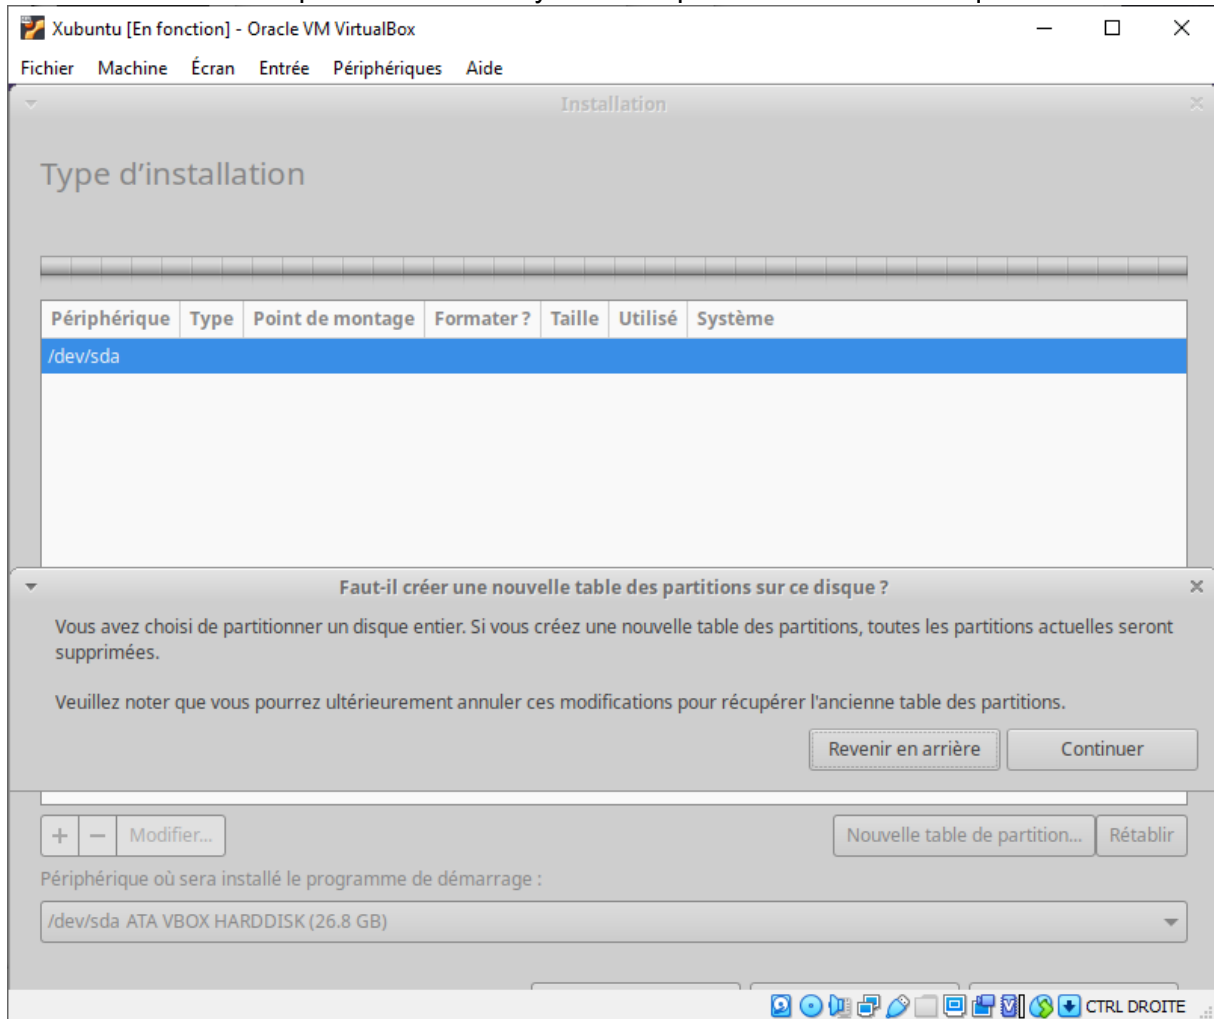 Xubuntu [En fonction] - Oracle VM VirtualBox
Fichier Machine Écran Entrée Périphériques Aide
Installation
Type d’installation
Périphérique Type Point de montage Formater ? Taille Utilisé Système
/dev/sda
Faut-il créer une nouvelle table des partitions sur ce disque ?
Vous avez choisi de partitionner un disque entier. Si vous créez une nouvelle table des partitions, toutes les partitions actuelles seront
supprimées.
Veuillez noter que vous pourrez ultérieurement annuler ces modifications pour récupérer l'ancienne table des partitions.
Revenir en arrière Continuer
+ − Modifier... Nouvelle table de partition... Rétablir
Périphérique où sera installé le programme de démarrage :
/dev/sda ATA VBOX HARDDISK (26.8 GB)
CTRL DROITE